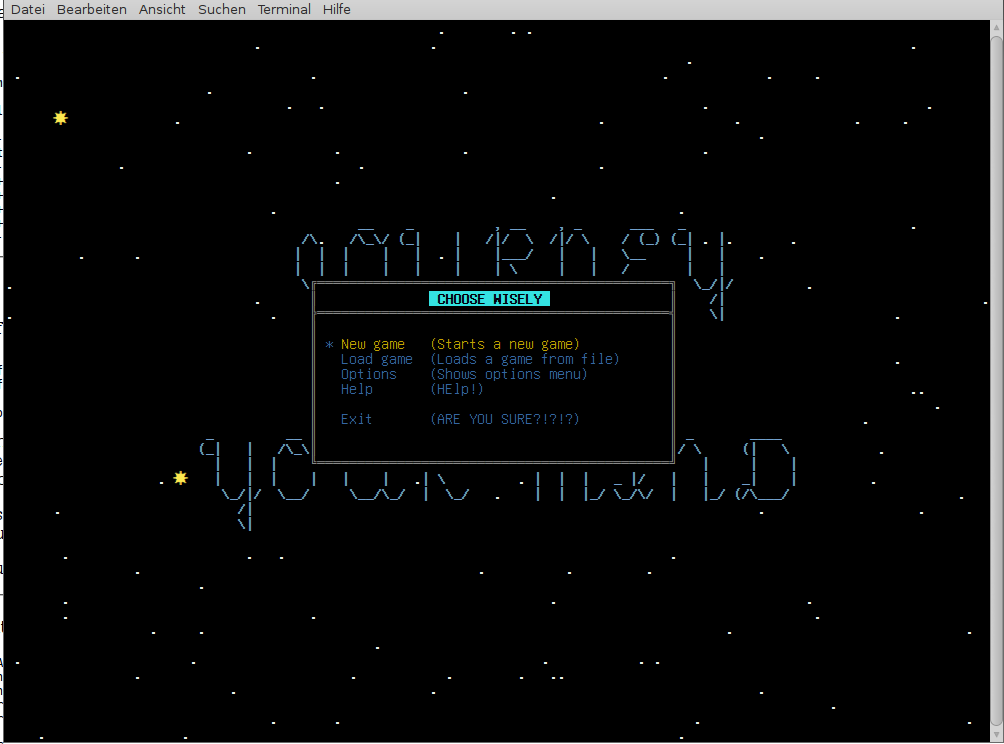 Datei Bearbeiten Ansicht Suchen Terminal Hilfe
CHOOSE WISELY
* New game (Starts a new game)
Load game (Loads a game from file)
Options (Shows options menu)
Help (HElp!)
Exit (ARE YOU SURE?!?!?)